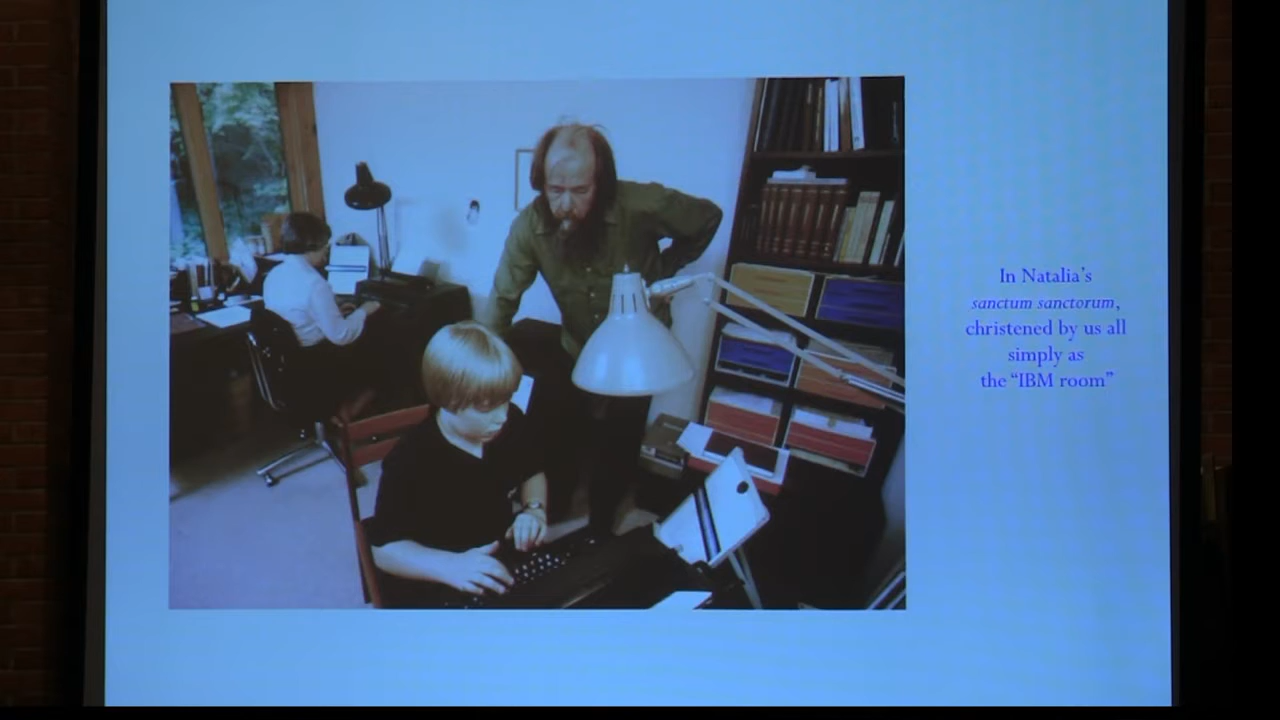 In Natalia’s
sanctum sanctorum,
christened by us all
simply as
the “IBM room”